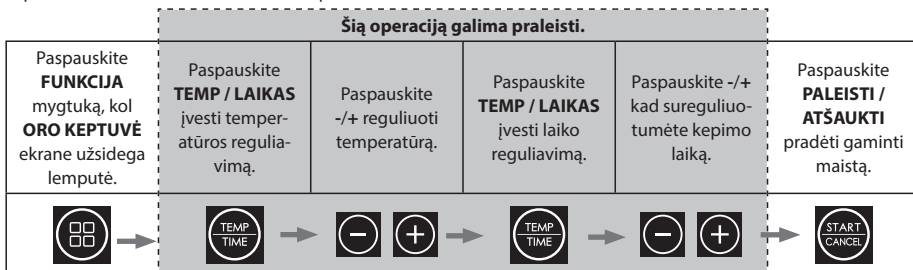 Šią operaciją galima praleisti.
Paspauskite
FUNKCIJA
mygtuką, kol
ORO KEPTUVĖ
ekrane užsidega
lemputė.
Paspauskite
TEMP / LAIKAS
įvesti temper-
atūros regulia-
vimą.
Paspauskite
-/+ reguliuoti
temperatūrą.
Paspauskite
TEMP / LAIKAS
įvesti laiko
reguliavimą.
Paspauskite -/+
kad sureguliuo-
tumėte kepimo
laiką.
Paspauskite
PALEISTI /
ATŠAUKTI
pradėti gaminti
maistą.
TEMP
TIME
− +
TEMP
TIME
− +
START
CANCEL